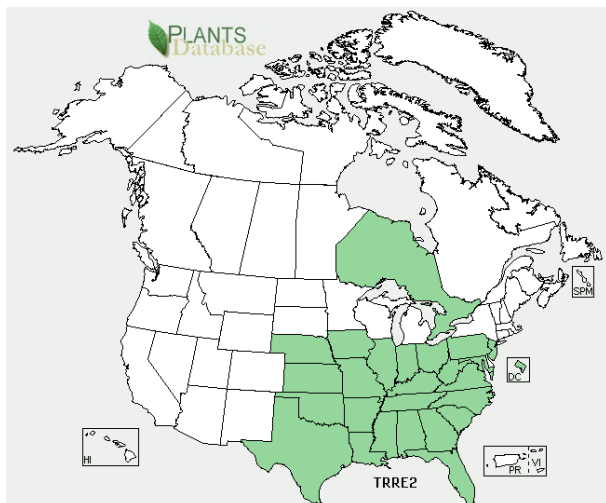 PLANTS
Database
SPM
DC
HI
PR
VI
TRRE2